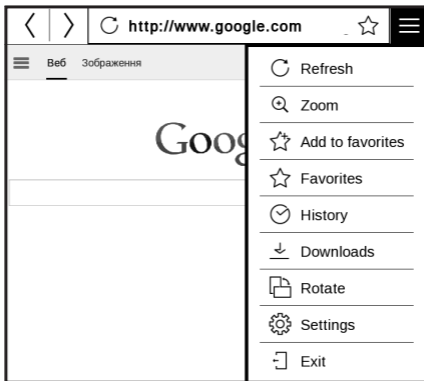 http://www.google.com
Веб Зображення
Goog
Refresh
Zoom
Add to favorites
Favorites
History
Downloads
Rotate
Settings
Exit